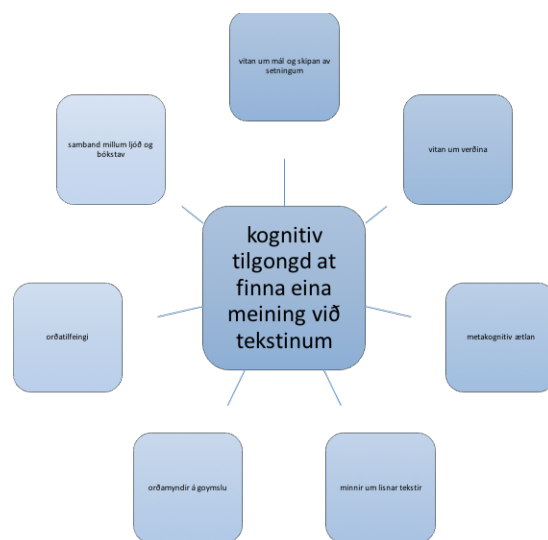 vitan um mál og skipan av
setningum
vitan um verðina
metakognitiv ætlan
minnir um lisnar tekstir
orðamyndir á goymslu
orðatilfeingi
samband millum ljóð og
bókstav
kognitiv
tilgongd at
finna eina
meining við
tekstinum